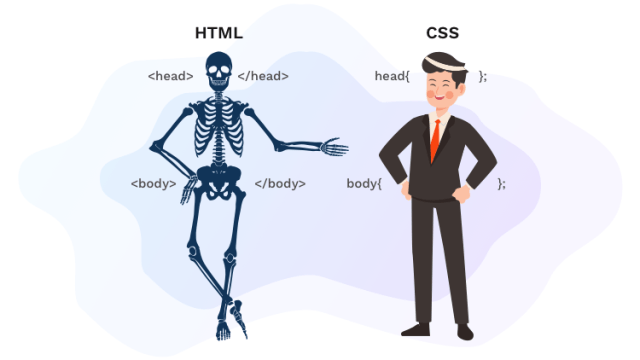 HTML
CSS
<head>
</head>
head{
};
<body>
</body>
body{
};